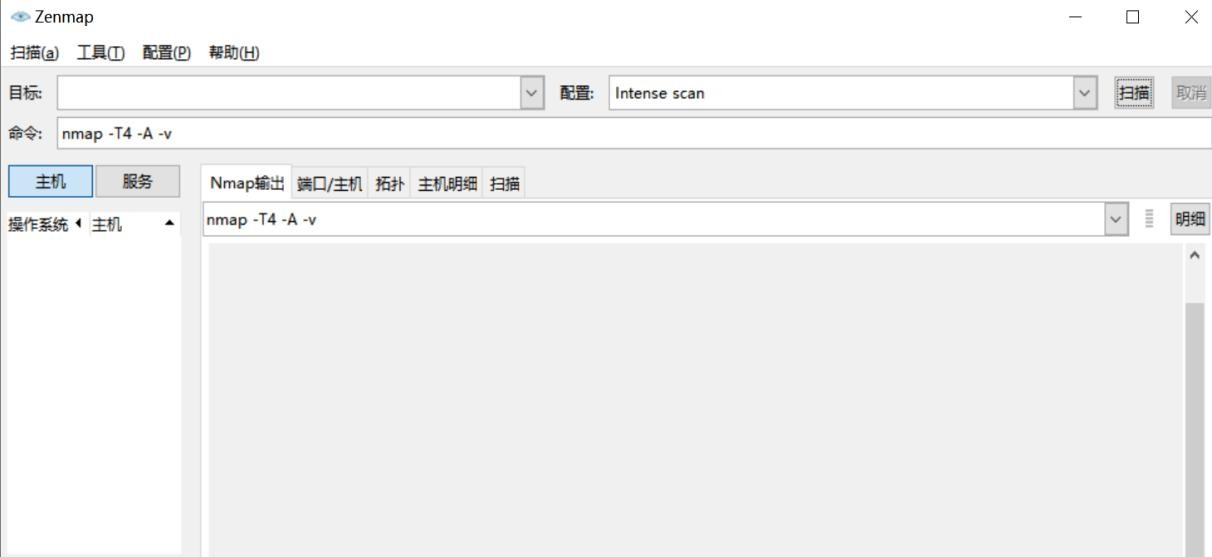 Zenmap
扫描(a) 工具(T) 配置(P) 帮助(H)
目标: 配置: Intense scan 扫描 取消
命令: nmap -T4 -A -v
主机 服务 Nmap输出 端口/主机 拓扑 主机明细 扫描
操作系统 主机 nmap -T4 -A -v 明细